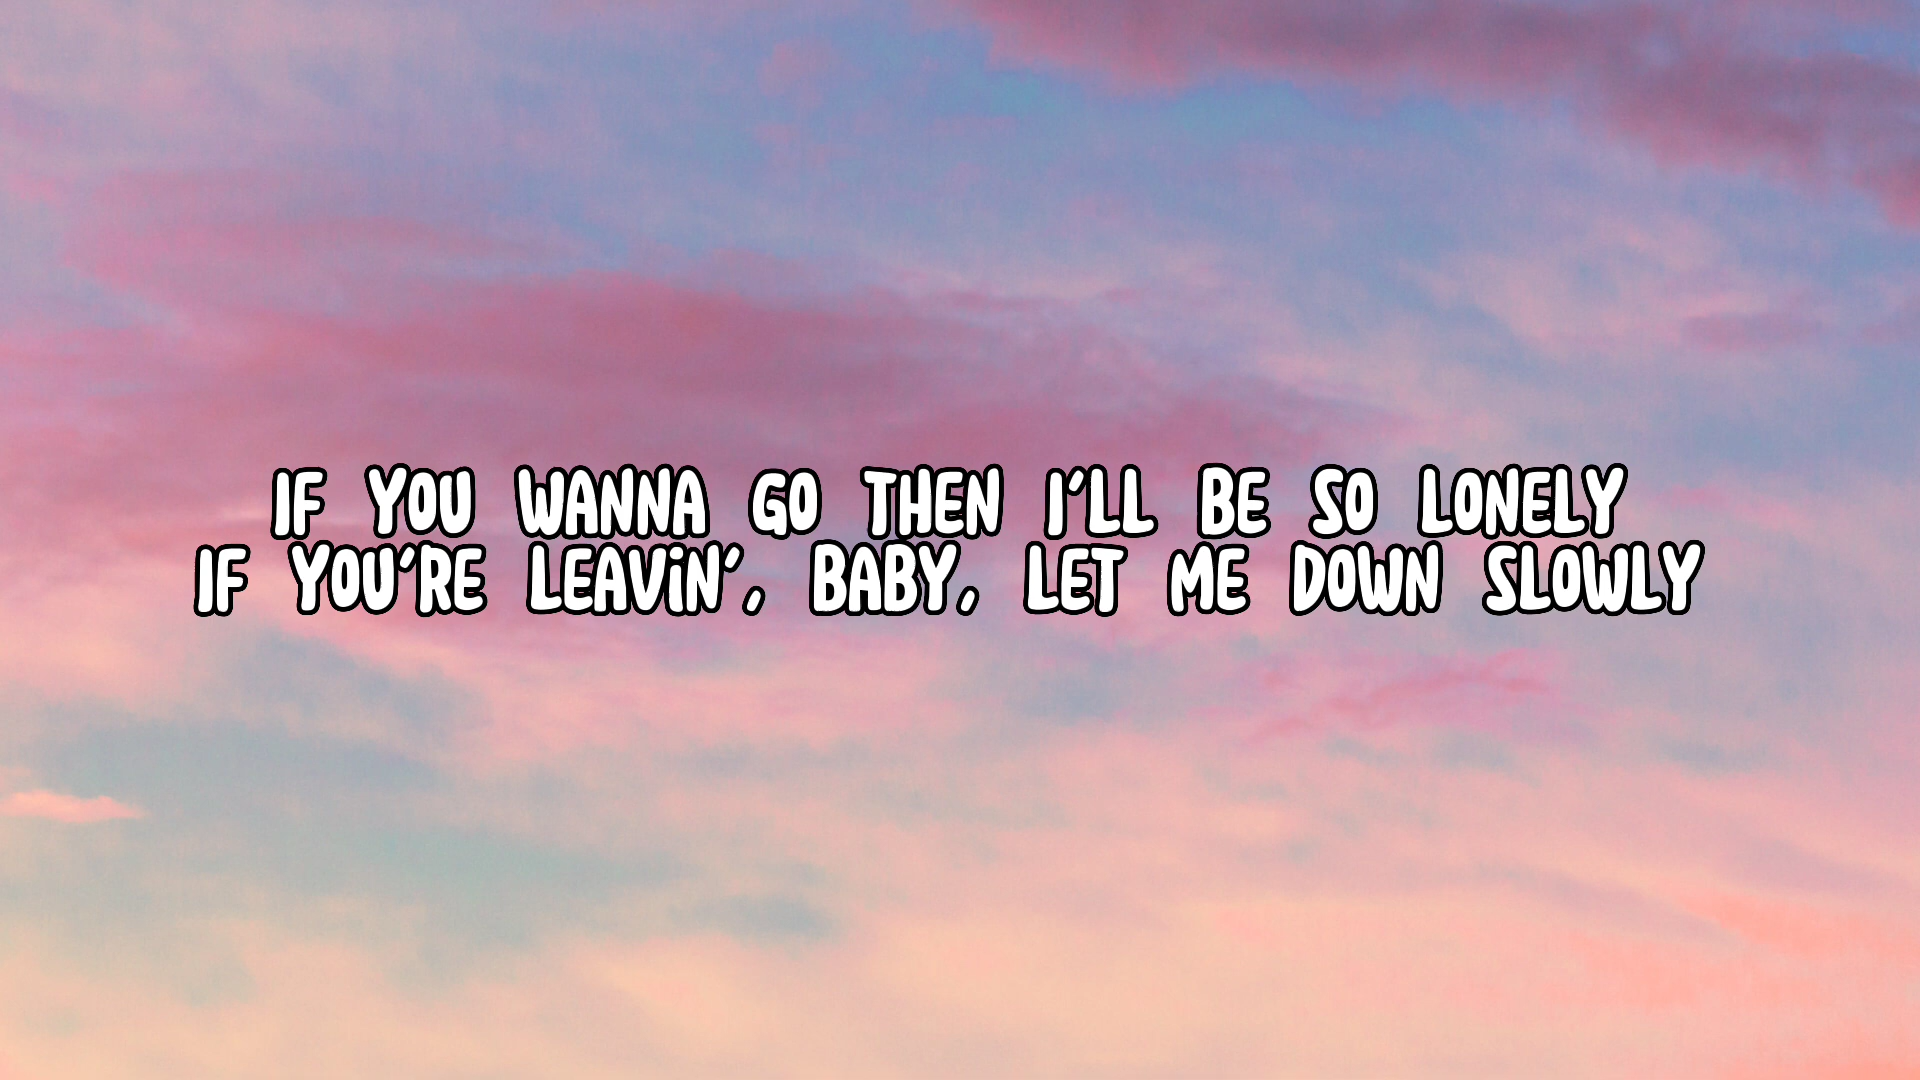 IF YOU WANNA GO THEN I'LL BE SO LONELY
IF YOU'RE LEAVIN', BABY, LET ME DOWN SLOWLY